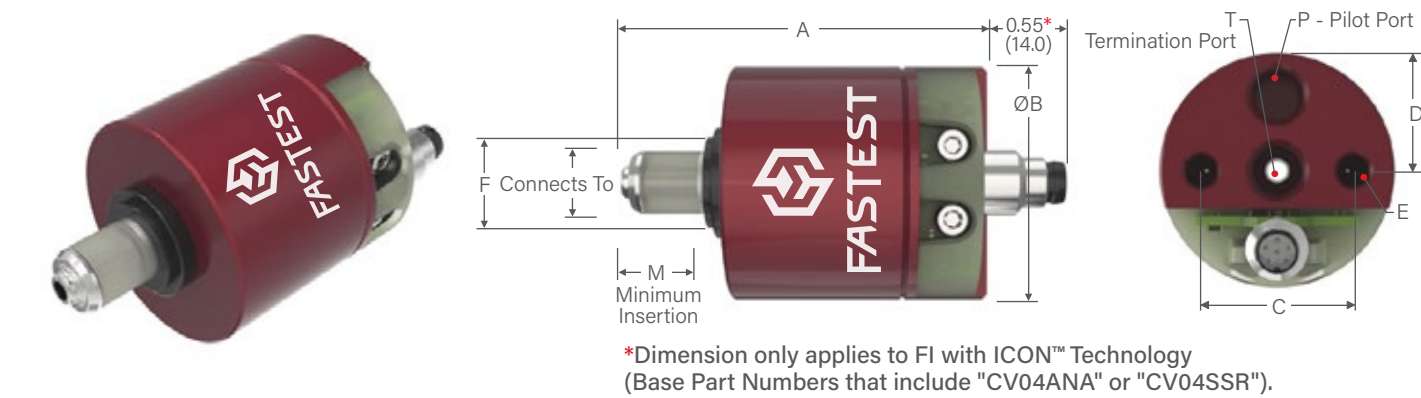 FASTEST
A
0.55*
(14.0)
ØB
FASTEST
F
Connects To
M
Minimum
Insertion
T
P - Pilot Port
Termination Port
D
E
C
*Dimension only applies to FI with ICON™ Technology
(Base Part Numbers that include "CV04ANA" or "CV04SSR").